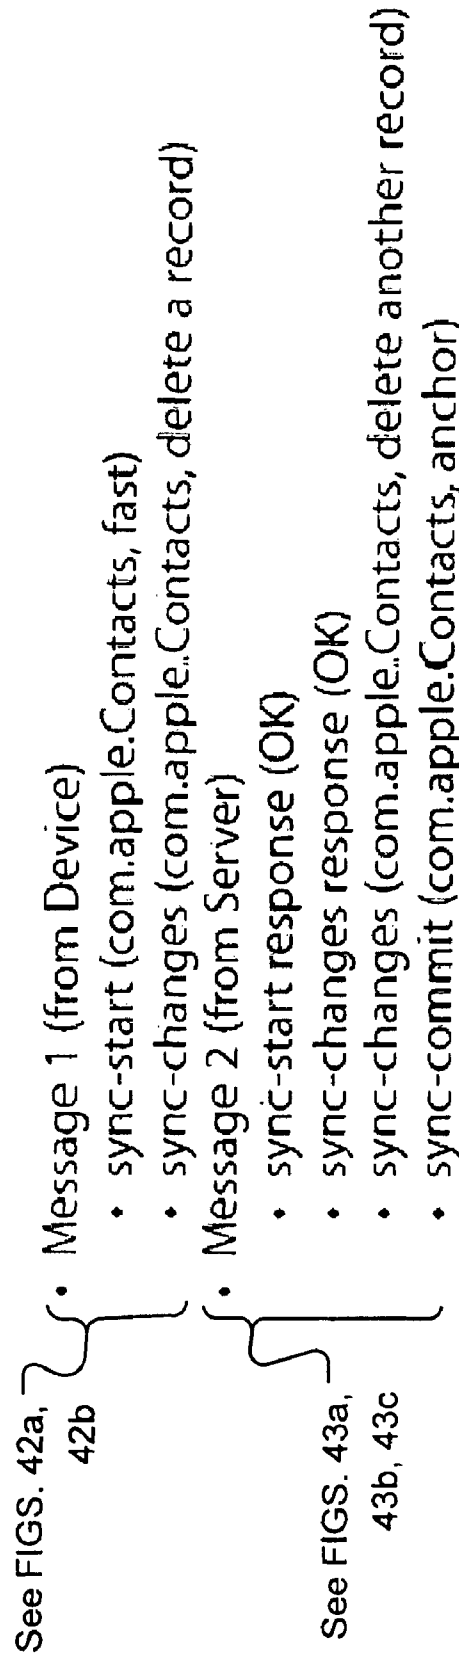 See FIGS. 42a,
42b
• Message 1 (from Device)
• sync-start (com.apple.Contacts, fast)
• sync-changes (com.apple.Contacts, delete a record)
See FIGS. 43a,
43b, 43c
• Message 2 (from Server)
• sync-start response (OK)
• sync-changes response (OK)
• sync-changes (com.apple.Contacts, delete another record)
• sync-commit (com.apple.Contacts, anchor)